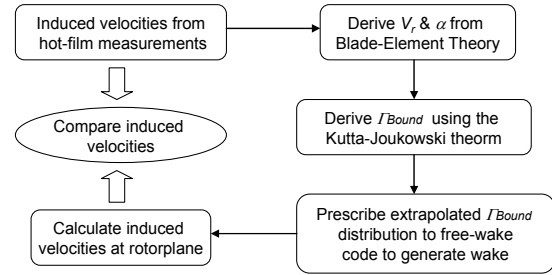 Induced velocities from
hot-film measurements
Derive Vr & α from
Blade-Element Theory
Compare induced
velocities
Derive ΓBound using the
Kutta-Joukowski theorm
Calculate induced
velocities at rotorplane
Prescribe extrapolated ΓBound
distribution to free-wake
code to generate wake